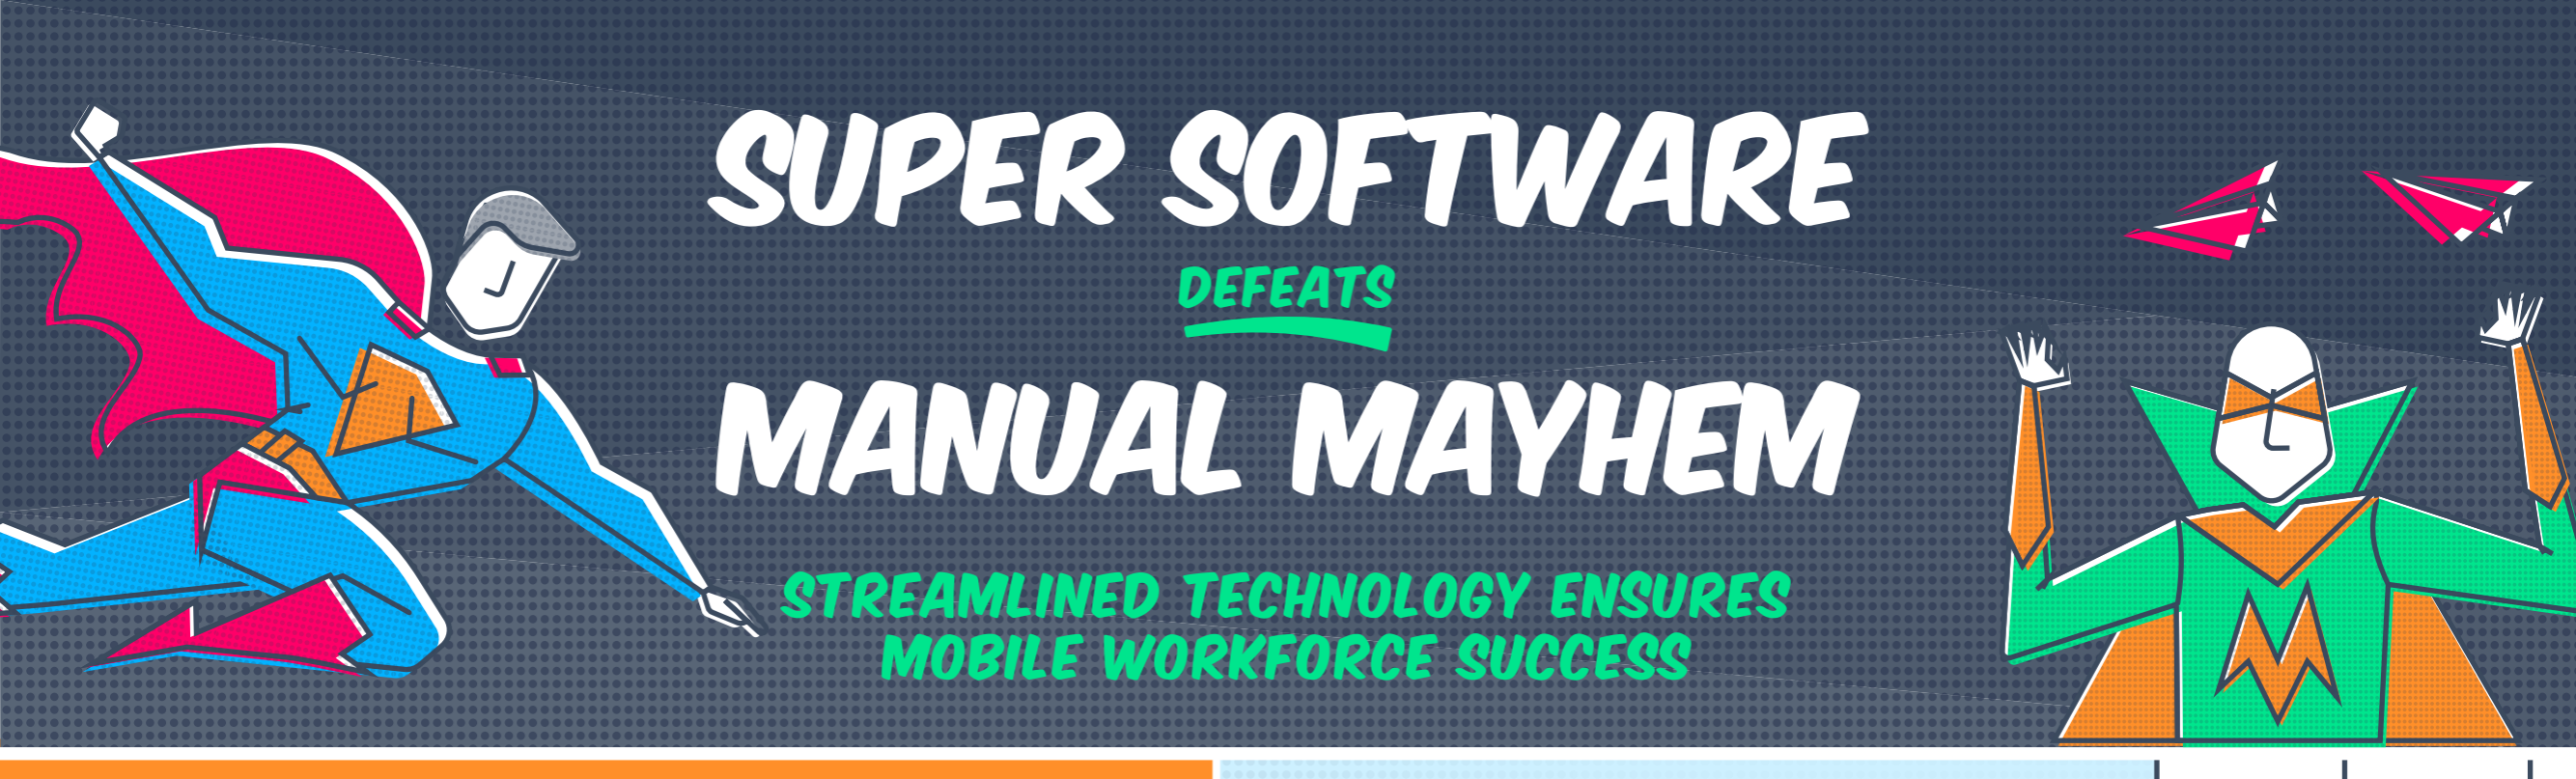 SUPER SOFTWARE
DEFEATS
MANUAL MAYHEM
STREAMLINED TECHNOLOGY ENSURES
MOBILE WORKFORCE SUCCESS
M